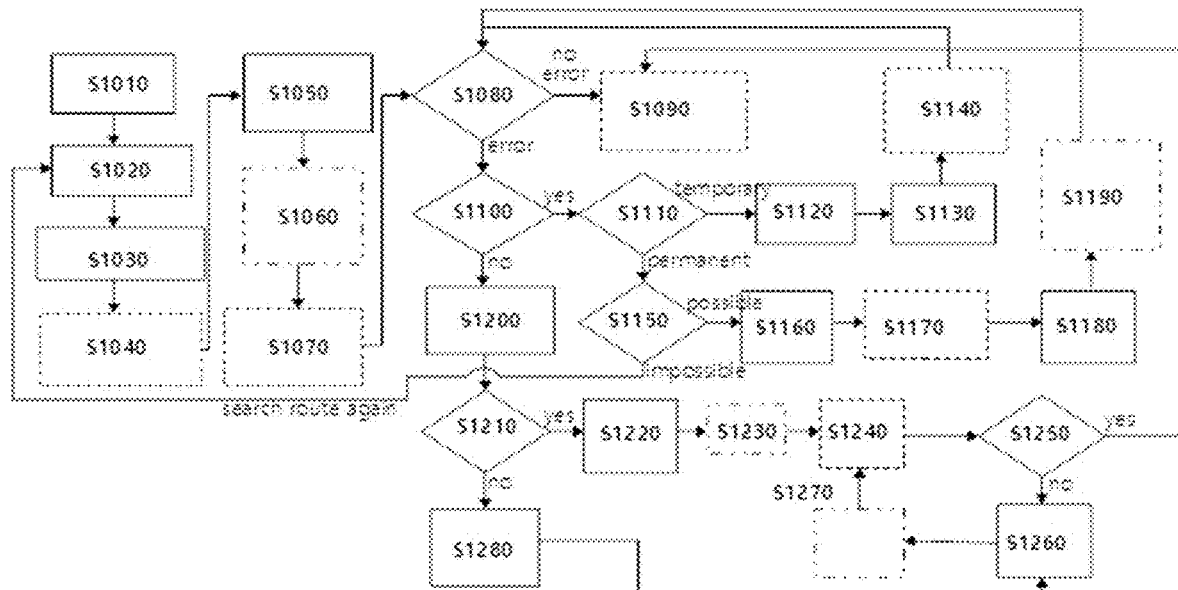 S1010
S1020
S1030
S1040
S1050
S1060
S1070
S1080
no
error
S1090
error
S1100
yes
S1110
temporary
S1120
S1130
S1140
permanent
no
S1150
possible
S1160
S1170
S1180
S1190
impossible
S1200
search route again
S1210
yes
S1220
S1230
S1240
S1250
yes
no
S1260
S1270
no
S1280